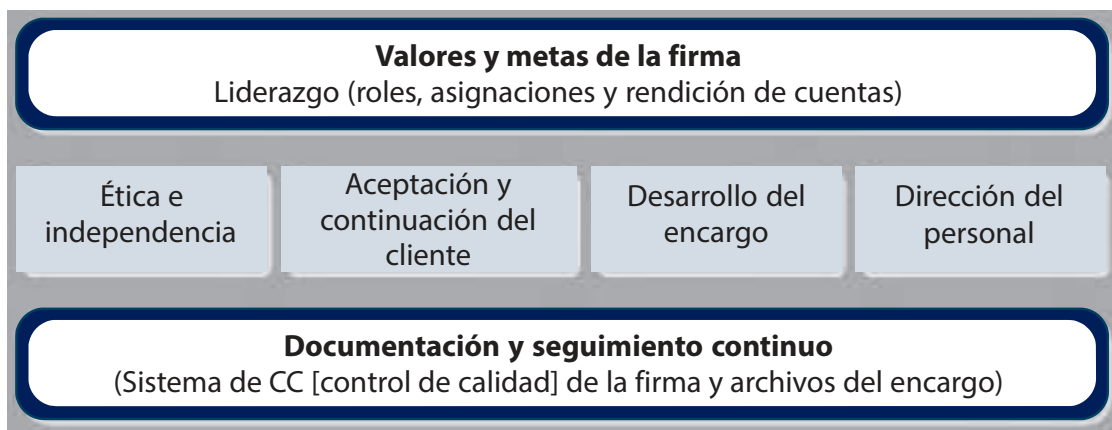 Valores y metas de la firma
Liderazgo (roles, asignaciones y rendición de cuentas)
Ética e
independencia
Aceptación y
continuación del
cliente
Desarrollo del
encargo
Dirección del
personal
Documentación y seguimiento continuo
(Sistema de CC [control de calidad] de la firma y archivos del encargo)